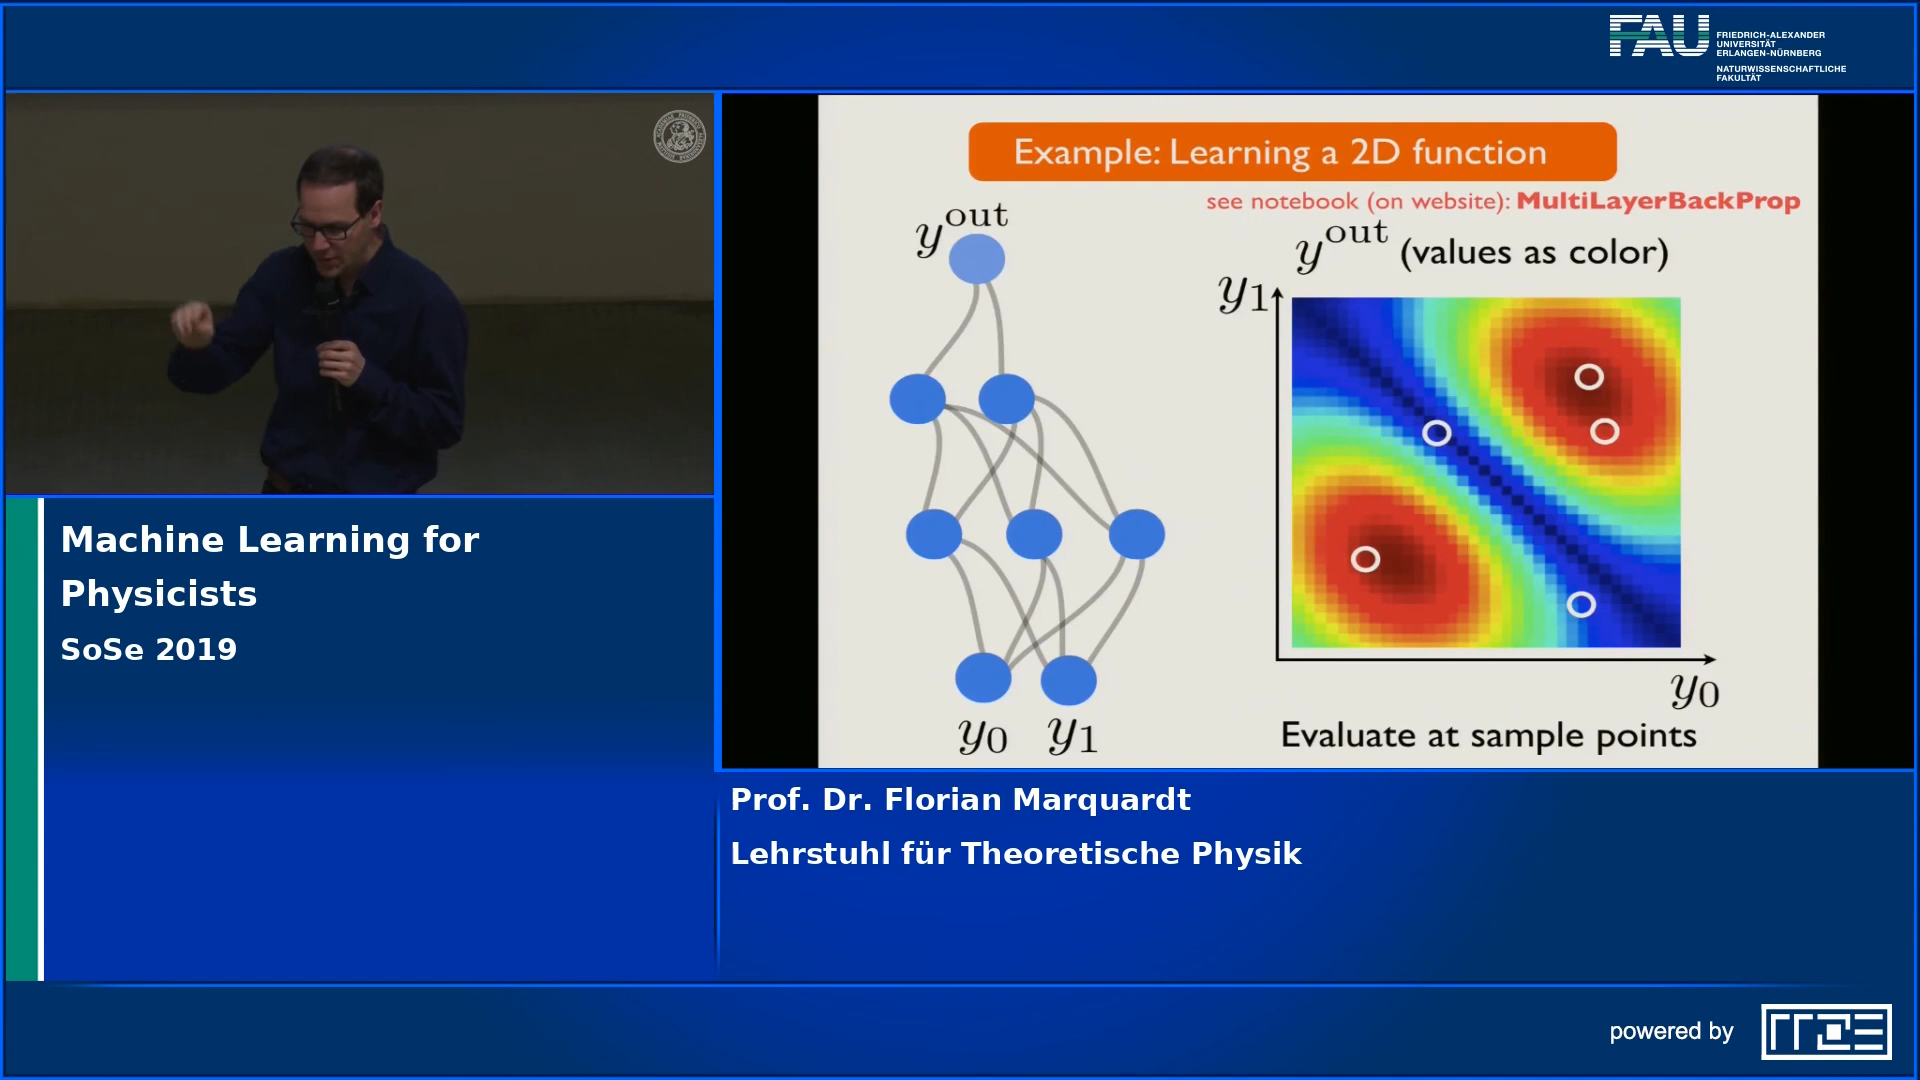 FAU
FRIEDRICH-ALEXANDER
UNIVERSITÄT
ERLANGEN-NÜRNBERG
NATURWISSENSCHAFTLICHE
FAKULTÄT
Example: Learning a 2D function
see notebook (on website): MultiLayerBackProp
y^out
y^out (values as color)
y₁
y₀
y₀ y₁
Evaluate at sample points
Machine Learning for
Physicists
SoSe 2019
Prof. Dr. Florian Marquardt
Lehrstuhl für Theoretische Physik
powered by
rrze